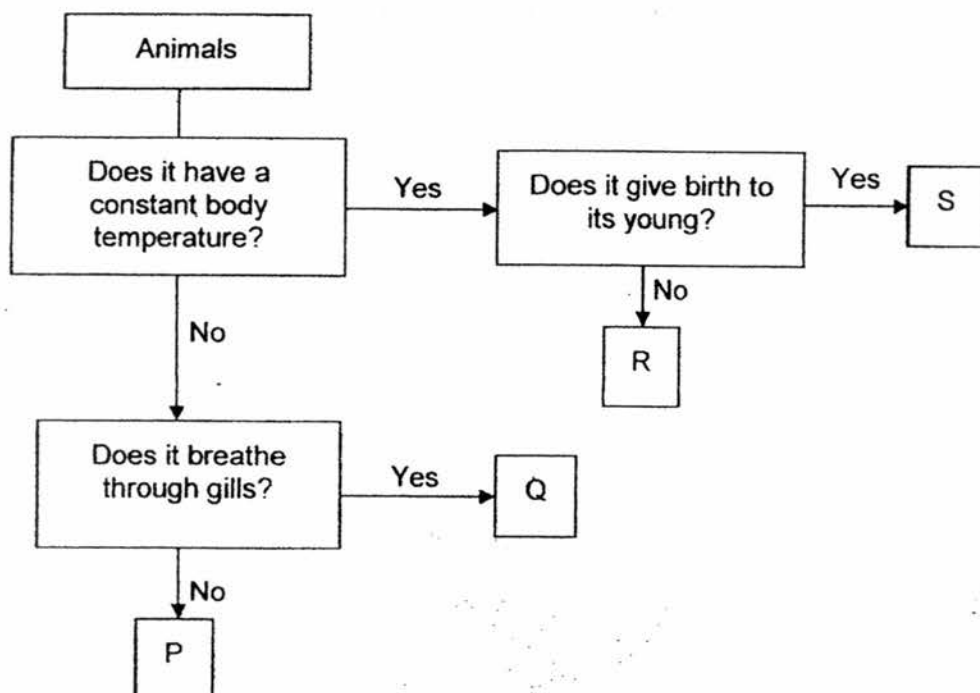 Animals
Does it have a
constant body
temperature?
Yes
Does it give birth to
its young?
Yes
S
No
R
No
Does it breathe
through gills?
Yes
Q
No
P